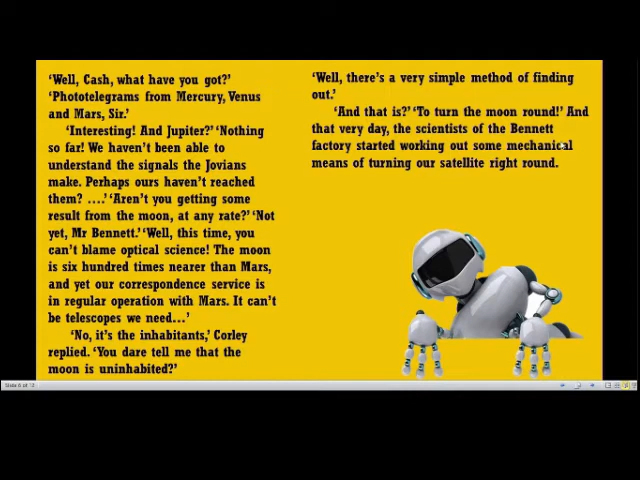 ‘Well, Cash, what have you got?’
‘Phototelegrams from Mercury, Venus
and Mars, Sir.’
‘Interesting! And Jupiter?’ ‘Nothing
so far! We haven’t been able to
understand the signals the Jovians
make. Perhaps ours haven’t reached
them? ….’ ‘Aren’t you getting some
result from the moon, at any rate?’ ‘Not
yet, Mr Bennett.’ ‘Well, this time, you
can’t blame optical science! The moon
is six hundred times nearer than Mars,
and yet our correspondence service is
in regular operation with Mars. It can’t
be telescopes we need…’
‘No, it’s the inhabitants,’ Corley
replied. ‘You dare tell me that the
moon is uninhabited?’
‘Well, there’s a very simple method of finding
out.’
‘And that is?’ ‘To turn the moon round!’ And
that very day, the scientists of the Bennett
factory started working out some mechanical
means of turning our satellite right round.
Slide 6 of 12